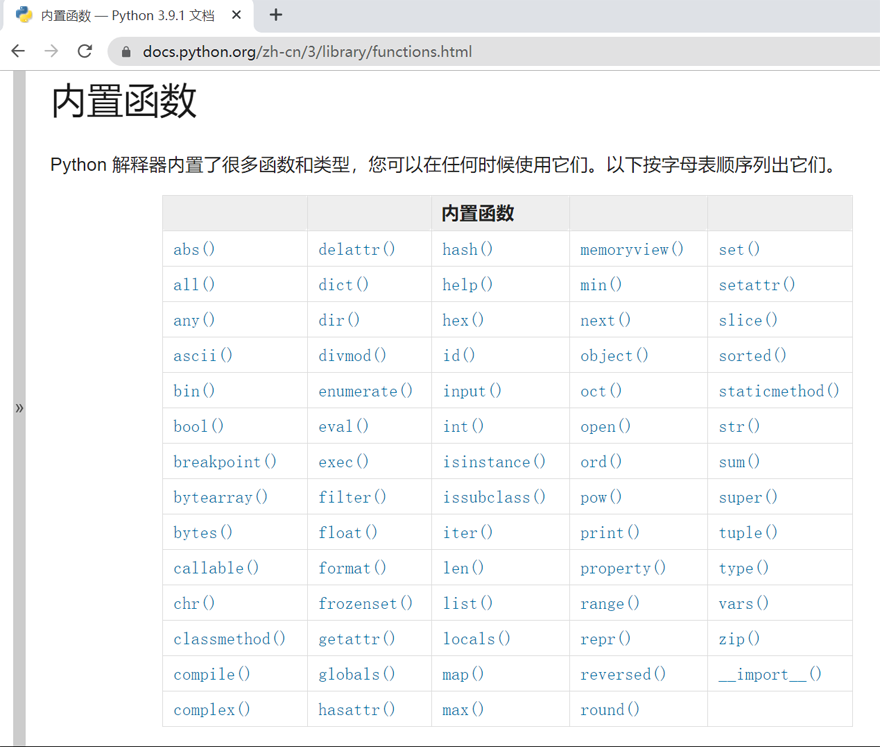 内置函数 — Python 3.9.1 文档
docs.python.org/zh-cn/3/library/functions.html
内置函数
Python 解释器内置了很多函数和类型，您可以在任何时候使用它们。以下按字母表顺序列出它们。
内置函数
abs() delattr() hash() memoryview() set()
all() dict() help() min() setattr()
any() dir() hex() next() slice()
ascii() divmod() id() object() sorted()
bin() enumerate() input() oct() staticmethod()
bool() eval() int() open() str()
breakpoint() exec() isinstance() ord() sum()
bytearray() filter() issubclass() pow() super()
bytes() float() iter() print() tuple()
callable() format() len() property() type()
chr() frozenset() list() range() vars()
classmethod() getattr() locals() repr() zip()
compile() globals() map() reversed() __import__()
complex() hasattr() max() round()